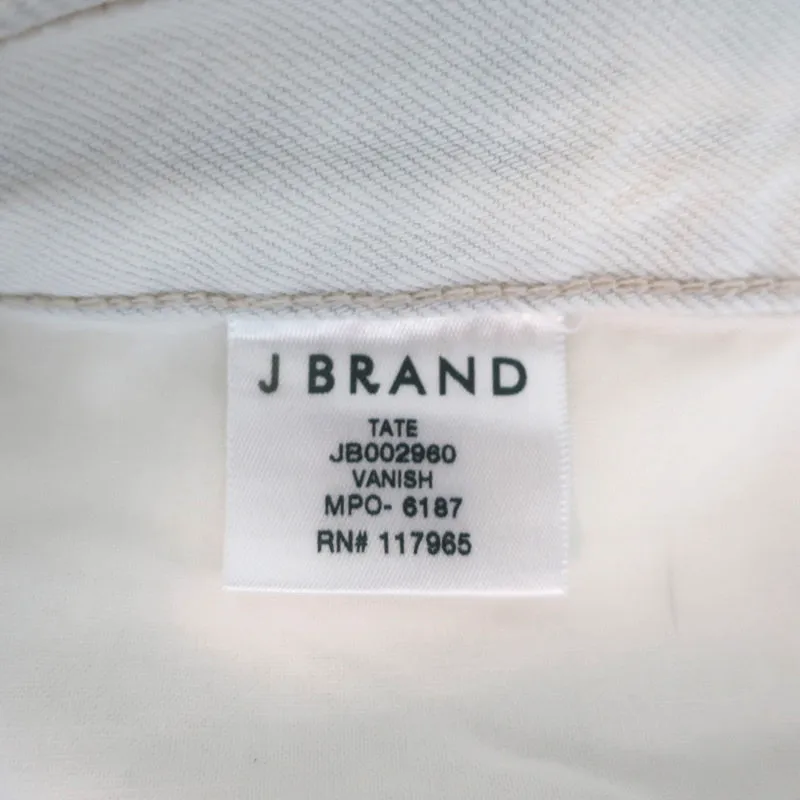 J BRAND
TATE
JB002960
VANISH
MPO- 6187
RN# 117965